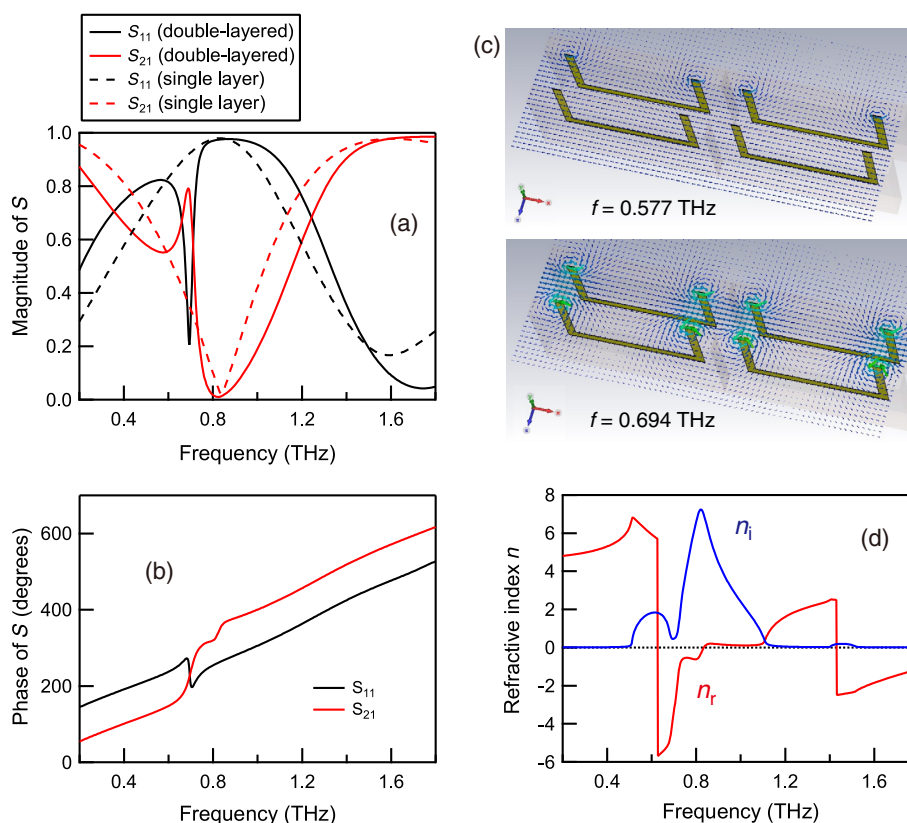 S11 (double-layered)
S21 (double-layered)
S11 (single layer)
S21 (single layer)
1.0
0.8
0.6
0.4
0.2
0.0
Magnitude of S
(a)
0.4
0.8
1.2
1.6
Frequency (THz)
(c)
f = 0.577 THz
f = 0.694 THz
600
400
200
0
Phase of S (degrees)
(b)
S11
S21
0.4
0.8
1.2
1.6
Frequency (THz)
8
6
4
2
0
-2
-4
-6
Refractive index n
ni
(d)
nr
0.4
0.8
1.2
1.6
Frequency (THz)